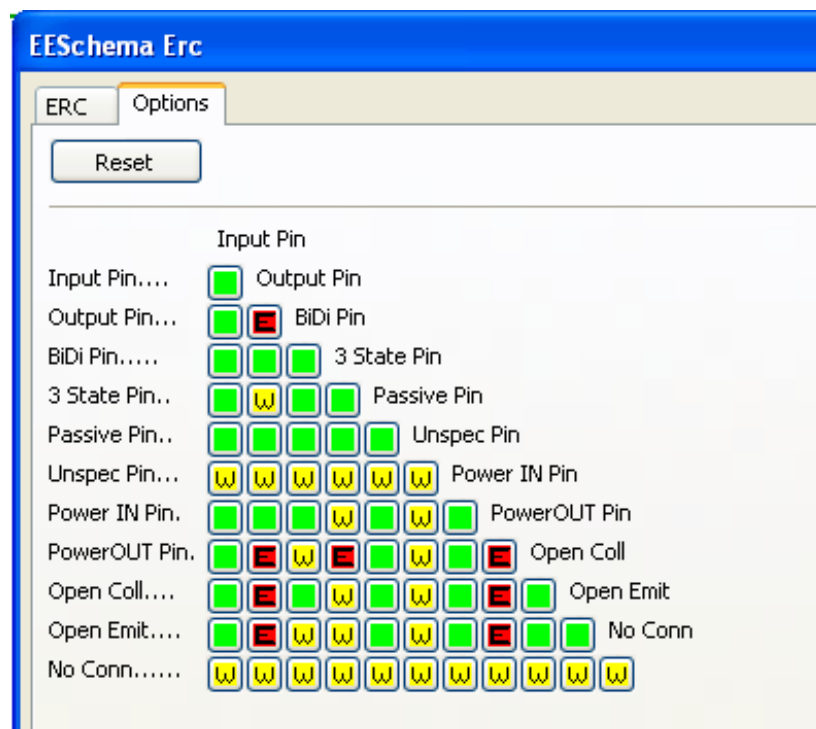 EESchema Erc
ERC Options
Reset
Input Pin
Input Pin.... Output Pin
Output Pin... E BiDi Pin
BiDi Pin..... 3 State Pin
3 State Pin.. W Passive Pin
Passive Pin.. Unspec Pin
Unspec Pin... W W W W W W Power IN Pin
Power IN Pin. W W PowerOUT Pin
PowerOUT Pin. E W E W E Open Coll
Open Coll.... E W W E Open Emit
Open Emit.... E W W W E No Conn
No Conn...... W W W W W W W W W W W